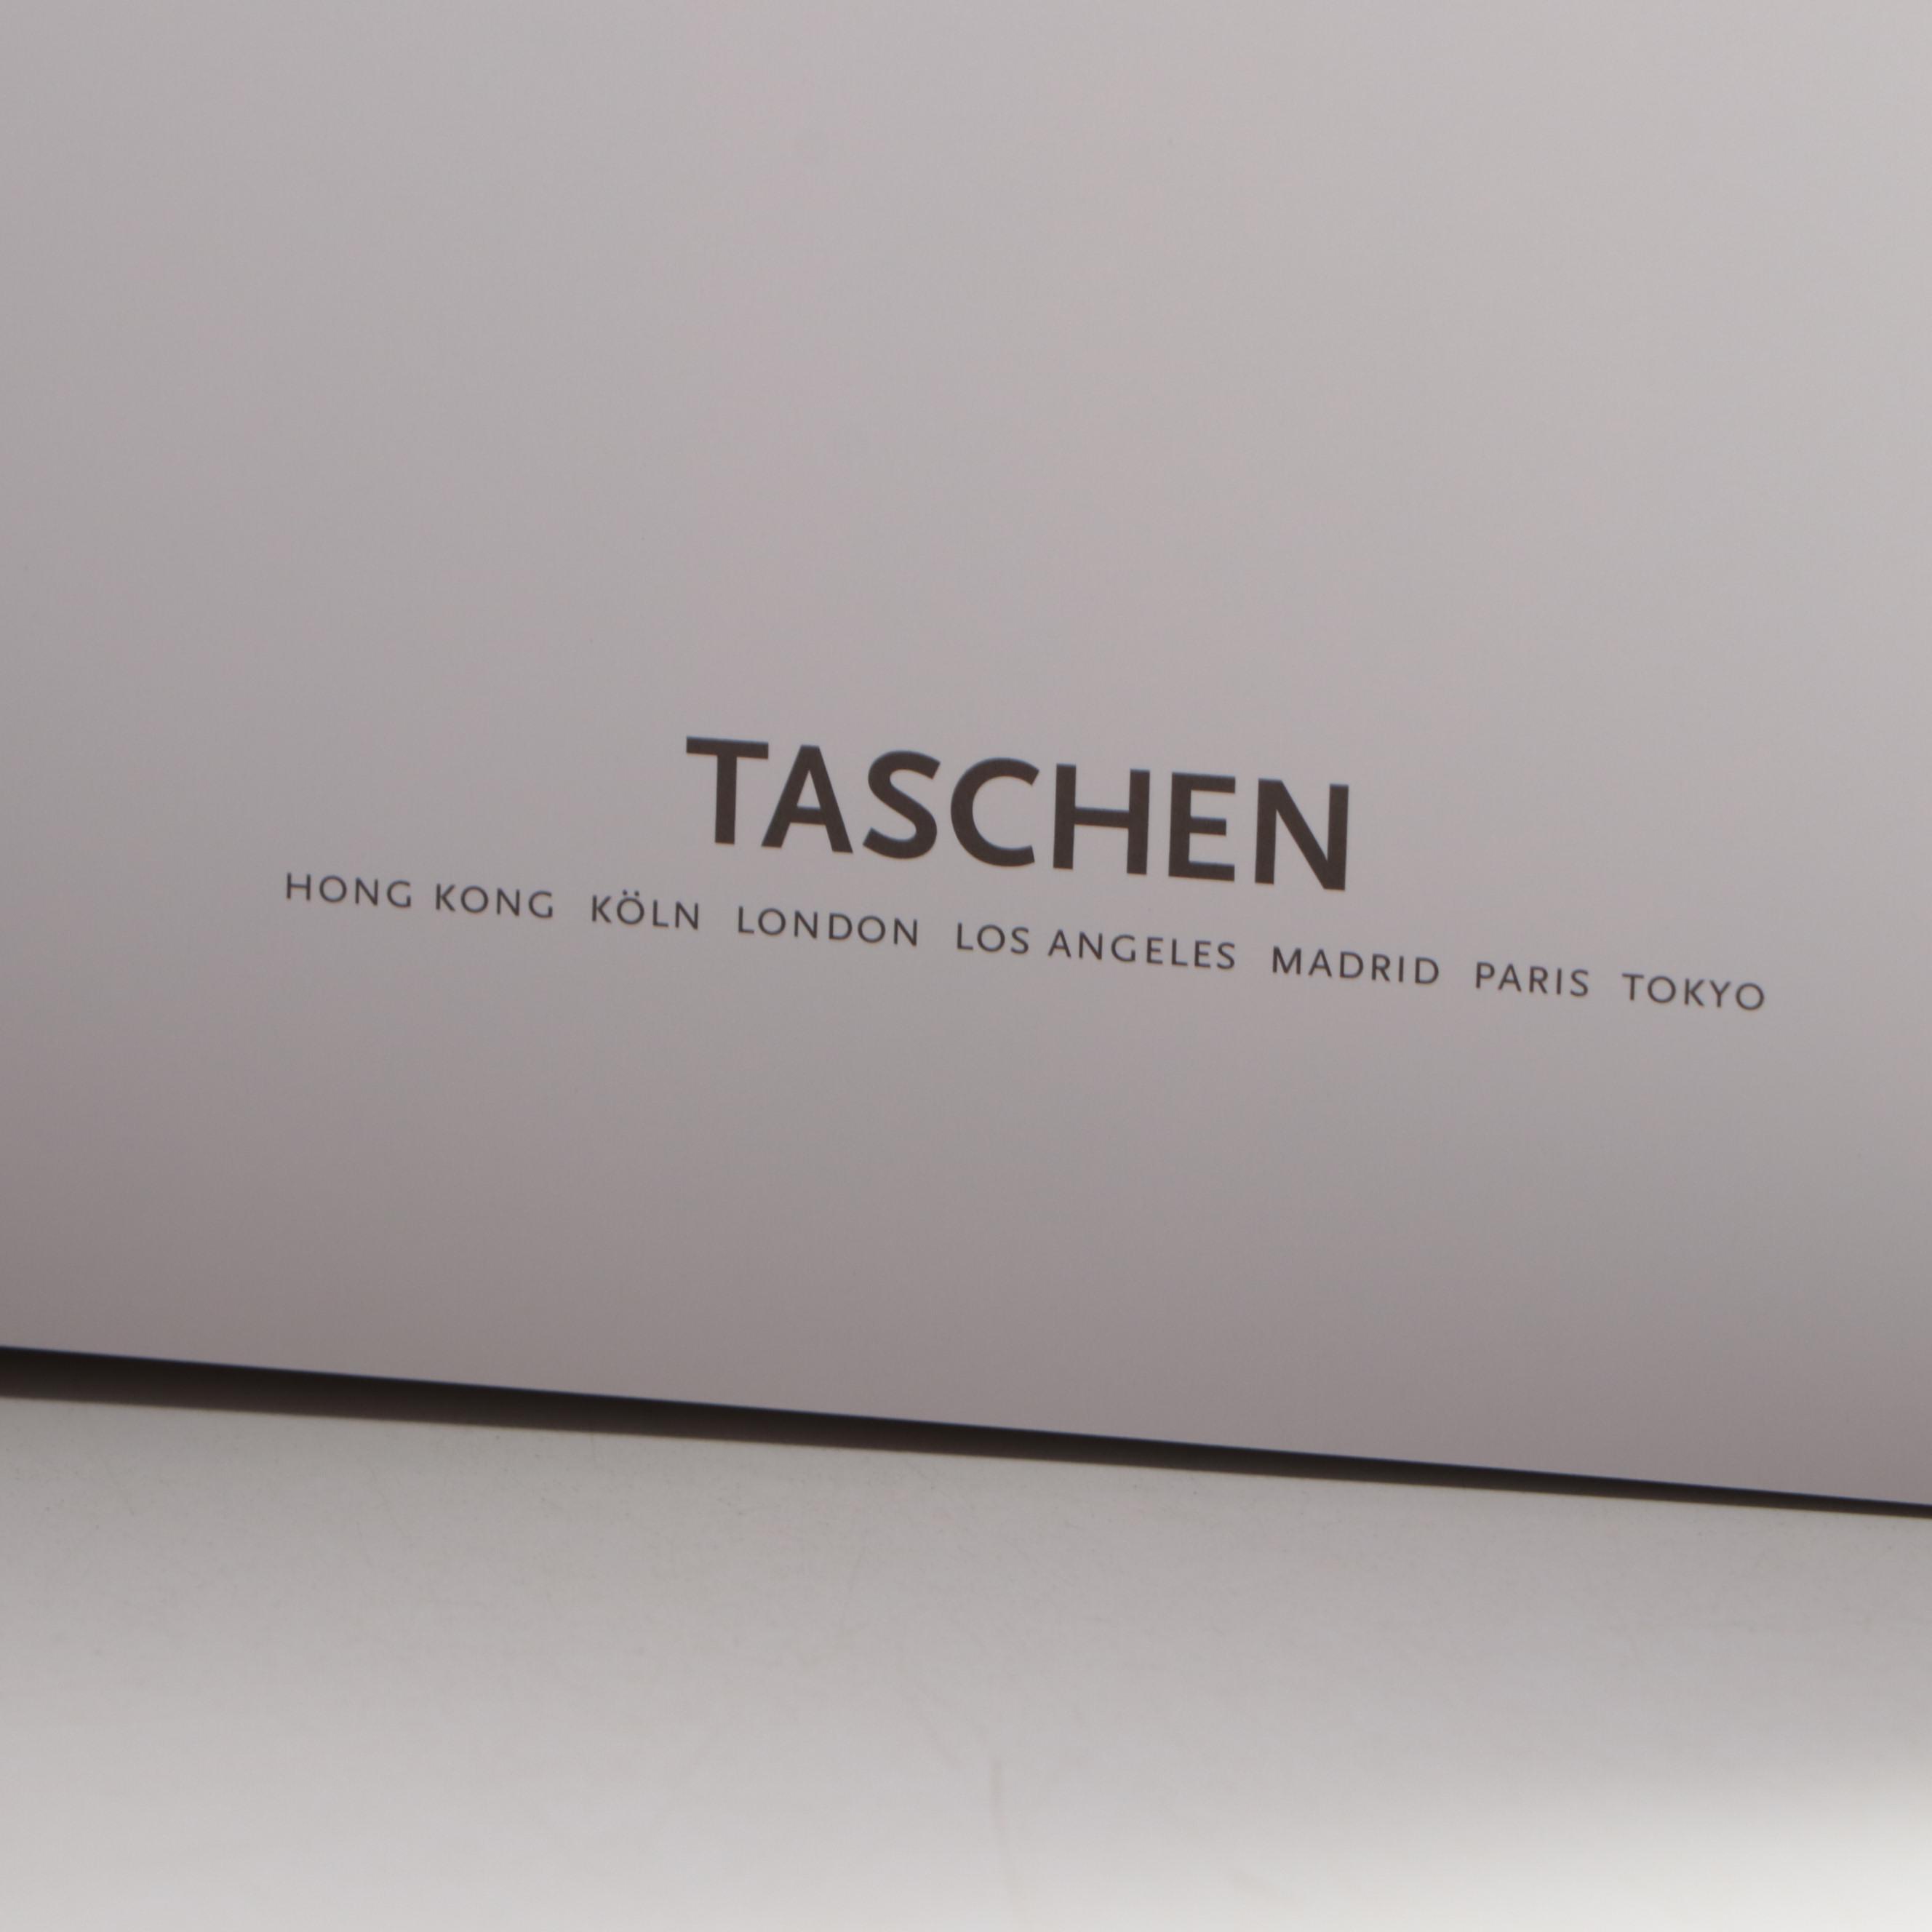 TASCHEN
HONG KONG KÖLN LONDON LOS ANGELES MADRID PARIS TOKYO